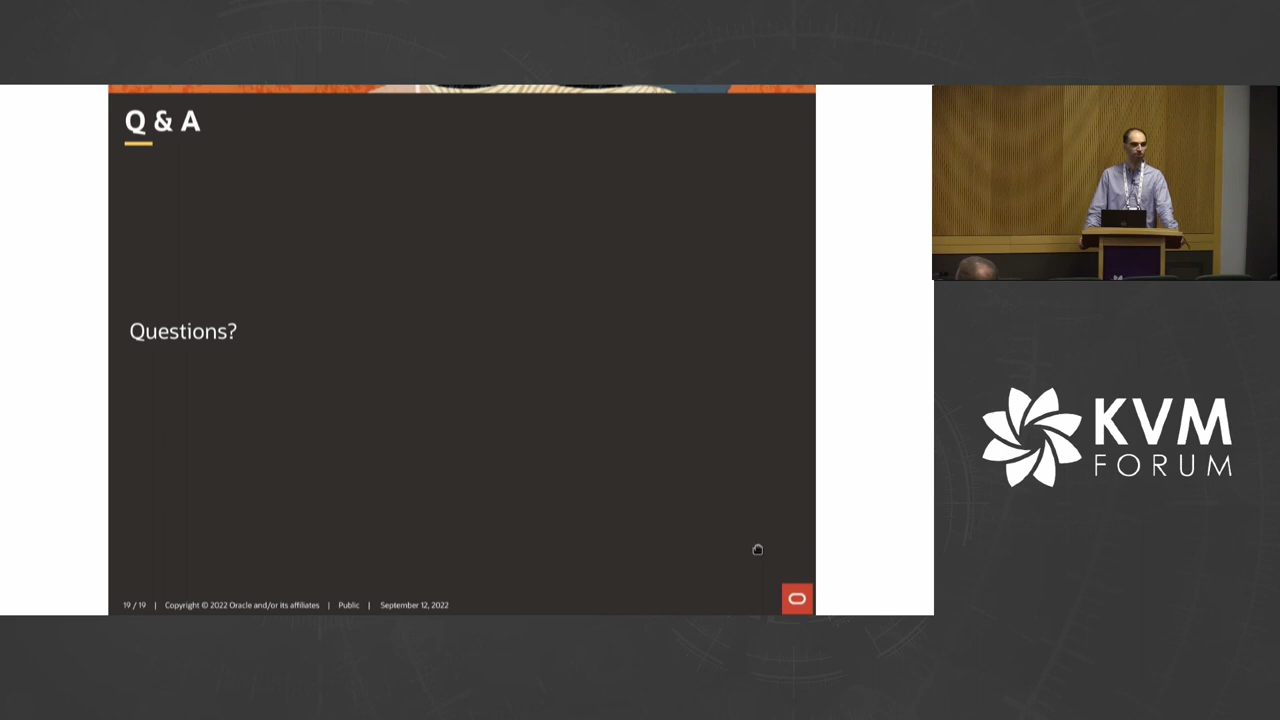 Q & A
Questions?
19 / 19 | Copyright © 2022 Oracle and/or its affiliates | Public | September 12, 2022
KVM
FORUM